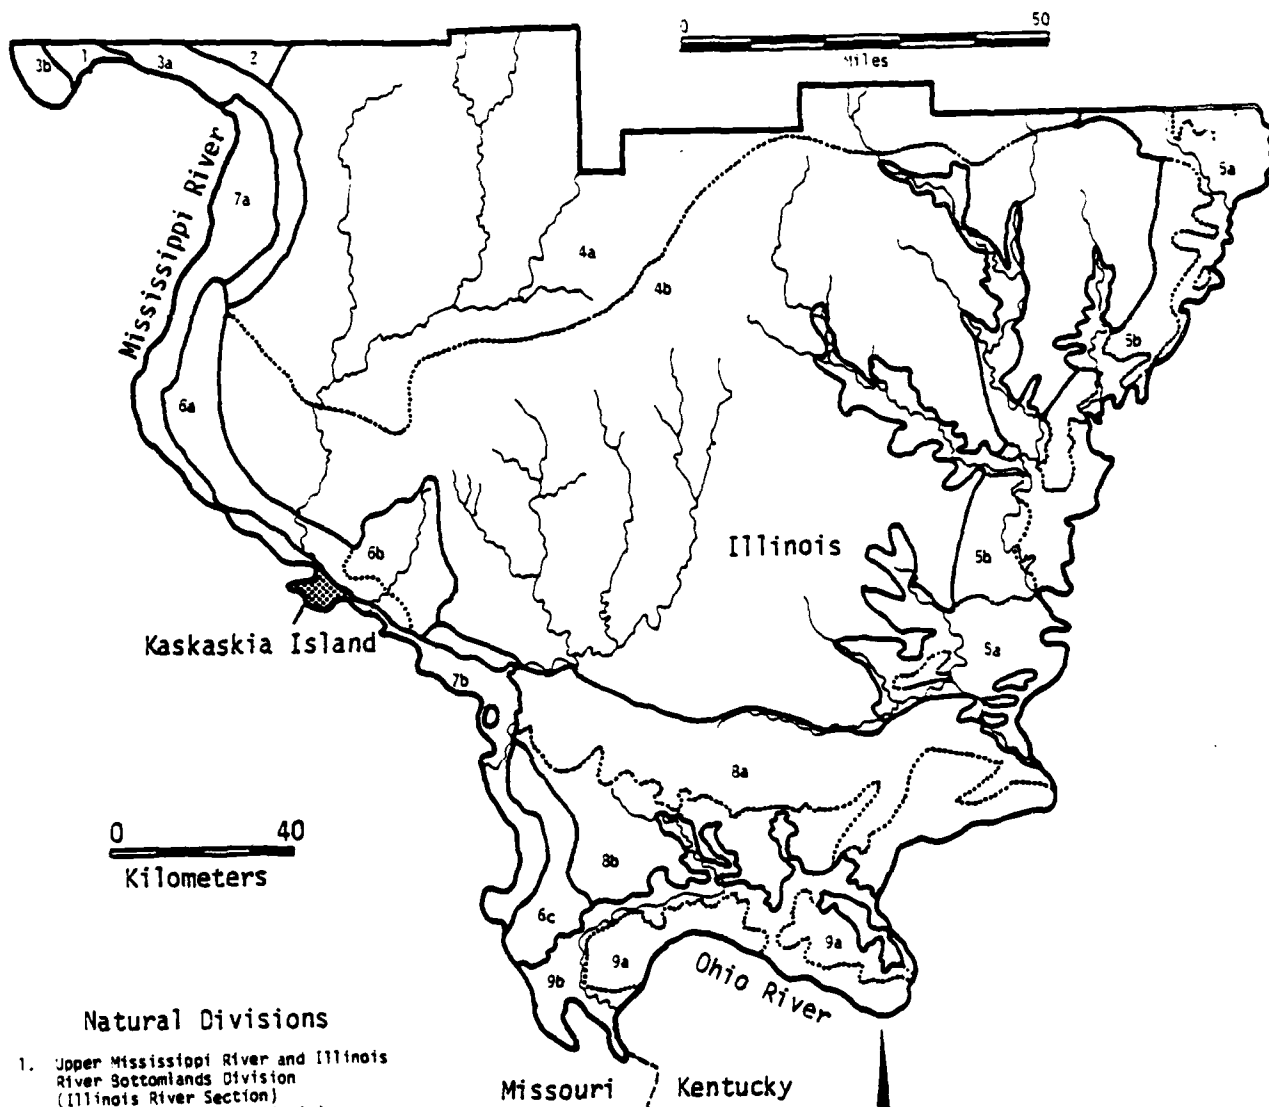 0 50
Miles
3b 1 3a 2
5a
7a
Mississippi River
4a
4b
5b
6a
Illinois
6b
5b
Kaskaskia Island
5a
7b
8a
0 40
Kilometers
8b
6c
9a
9a
9b
Ohio River
Natural Divisions
1. Upper Mississippi River and Illinois
River Bottomlands Division
(Illinois River Section)
Missouri Kentucky